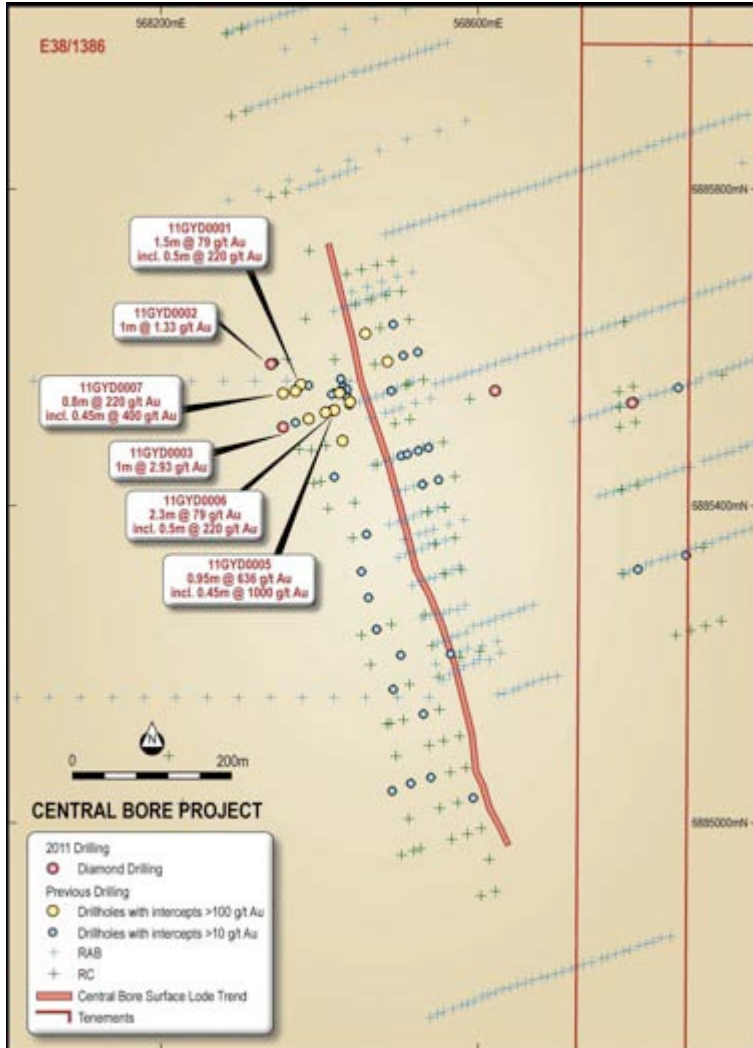 568200mE
568600mE
E38/1386
6885800mN
11GYD0001
1.5m @ 79 g/t Au
incl. 0.5m @ 220 g/t Au
11GYD0002
1m @ 1.33 g/t Au
11GYD0007
0.8m @ 220 g/t Au
incl. 0.45m @ 400 g/t Au
11GYD0003
1m @ 2.93 g/t Au
6885400mN
11GYD0006
2.3m @ 79 g/t Au
incl. 0.5m @ 220 g/t Au
11GYD0005
0.95m @ 636 g/t Au
incl. 0.45m @ 1000 g/t Au
N
0
200m
CENTRAL BORE PROJECT
6885000mN
2011 Drilling
Diamond Drilling
Previous Drilling
Drillholes with intercepts >100 g/t Au
Drillholes with intercepts >10 g/t Au
RAB
RC
Central Bore Surface Lode Trend
Tenements